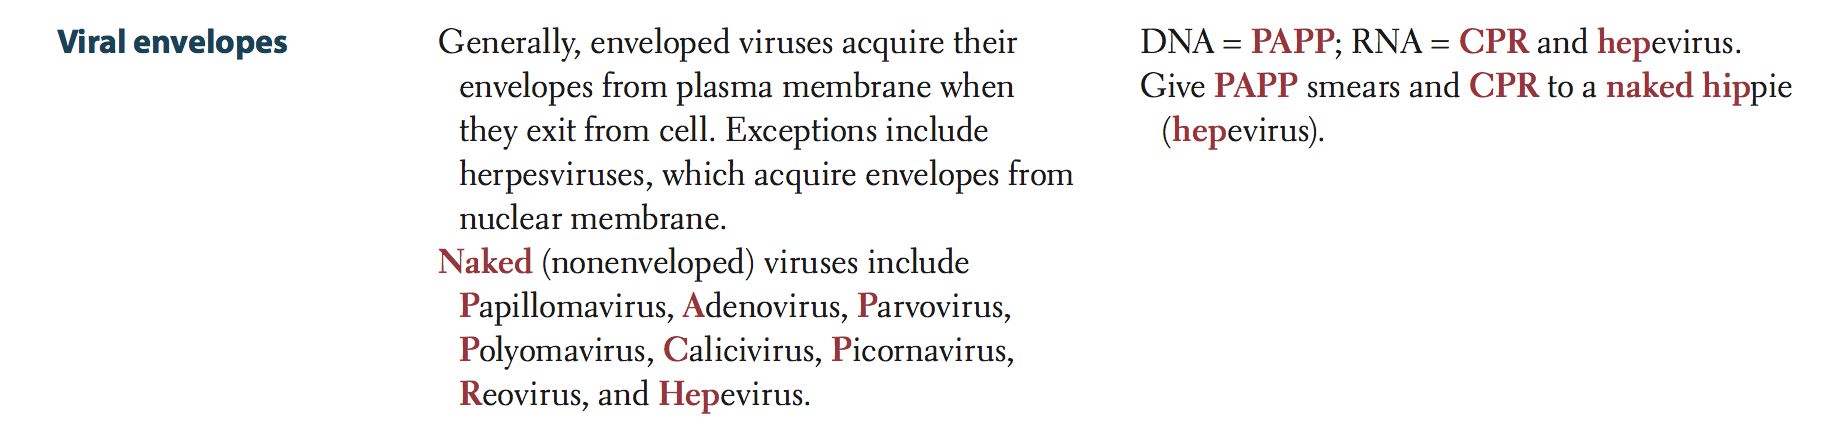 Viral envelopes
Generally, enveloped viruses acquire their
envelopes from plasma membrane when
they exit from cell. Exceptions include
herpesviruses, which acquire envelopes from
nuclear membrane.
Naked (nonenveloped) viruses include
Papillomavirus, Adenovirus, Parvovirus,
Polyomavirus, Calicivirus, Picornavirus,
Reovirus, and Hepevirus.
DNA = PAPP; RNA = CPR and hepevirus.
Give PAPP smears and CPR to a naked hippie
(hepevirus).